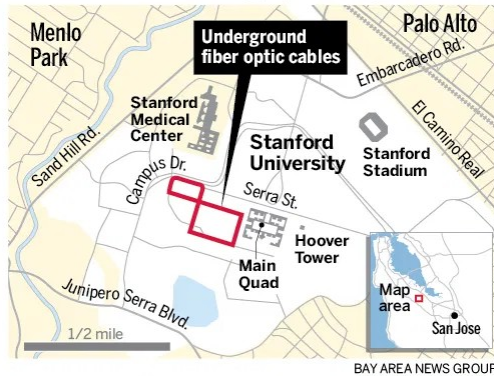 Menlo
Park
Palo Alto
Underground
fiber optic cables
Embarcadero Rd.
El Camino Real
Stanford
Medical
Center
Sand Hill Rd.
Campus Dr.
Stanford
University
Stanford
Stadium
Serra St.
Hoover
Tower
Main
Quad
Junipero Serra Blvd.
1/2 mile
Map
area
San Jose
BAY AREA NEWS GROUP